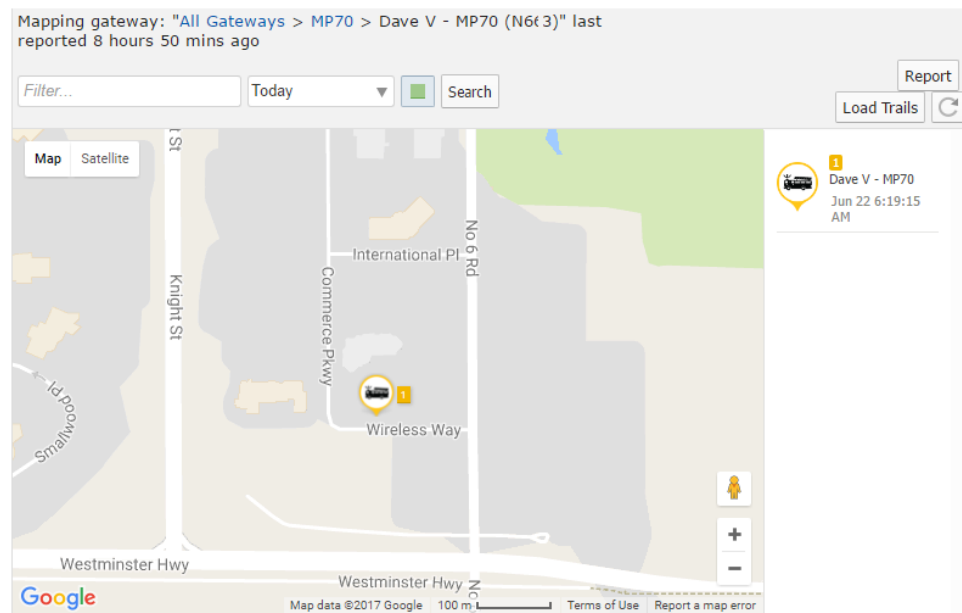 Mapping gateway: "All Gateways > MP70 > Dave V - MP70 (N6 3)" last
reported 8 hours 50 mins ago
Report
Filter...
Today
Search
Load Trails
Map
Satellite
t St
1
Dave V - MP70
Jun 22 6:19:15
AM
No 6 Rd
International Pl
Knight St
Commerce Pkwy
Smallwood Pl
1
Wireless Way
Westminster Hwy
Westminster Hwy
No
+
−
Google
Map data ©2017 Google
100 m
Terms of Use
Report a map error